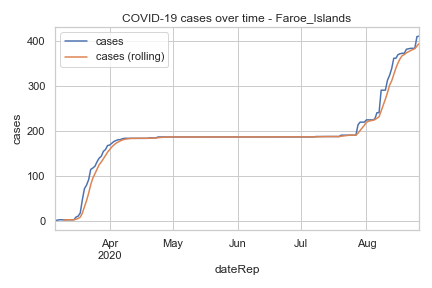 COVID-19 cases over time - Faroe_Islands
cases
cases (rolling)
400
300
200
100
0
cases
Apr
2020
May
Jun
Jul
Aug
dateRep